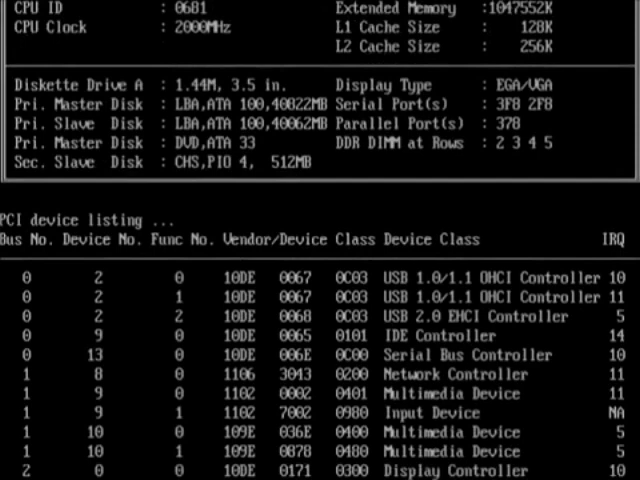 CPU ID : 0681 Extended Memory :1047552K
CPU Clock : 2000MHz L1 Cache Size : 128K
L2 Cache Size : 256K
Diskette Drive A : 1.44M, 3.5 in. Display Type : EGA/VGA
Pri. Master Disk : LBA,ATA 100,40822MB Serial Port(s) : 3F8 2F8
Pri. Slave Disk : LBA,ATA 100,40062MB Parallel Port(s) : 378
Pri. Master Disk : DVD,ATA 33 DDR DIMM at Rows : 2 3 4 5
Sec. Slave Disk : CHS,PIO 4, 512MB
PCI device listing ...
Bus No. Device No. Func No. Vendor/Device Class Device Class IRQ
0 2 0 10DE 0067 0C03 USB 1.0/1.1 OHCI Controller 10
0 2 1 10DE 0067 0C03 USB 1.0/1.1 OHCI Controller 11
0 2 2 10DE 0068 0C03 USB 2.0 EHCI Controller 5
0 9 0 10DE 0065 0101 IDE Controller 14
0 13 0 10DE 006E 0C00 Serial Bus Controller 10
1 8 0 1106 3043 0200 Network Controller 11
1 9 0 1102 0002 0401 Multimedia Device 11
1 9 1 1102 7002 0980 Input Device NA
1 10 0 109E 036E 0400 Multimedia Device 5
1 10 1 109E 0878 0480 Multimedia Device 5
2 0 0 10DE 0171 0300 Display Controller 10